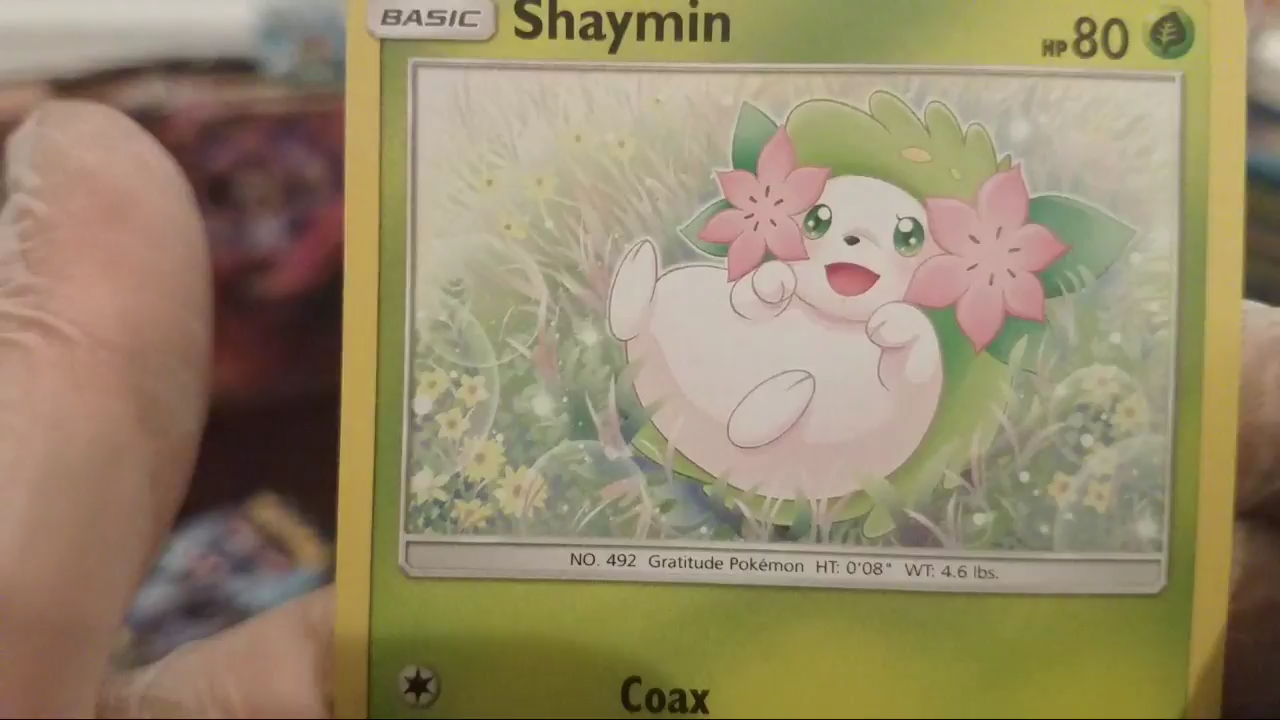 BASIC Shaymin HP 80
NO. 492 Gratitude Pokémon HT: 0'08" WT: 4.6 lbs.
Coax